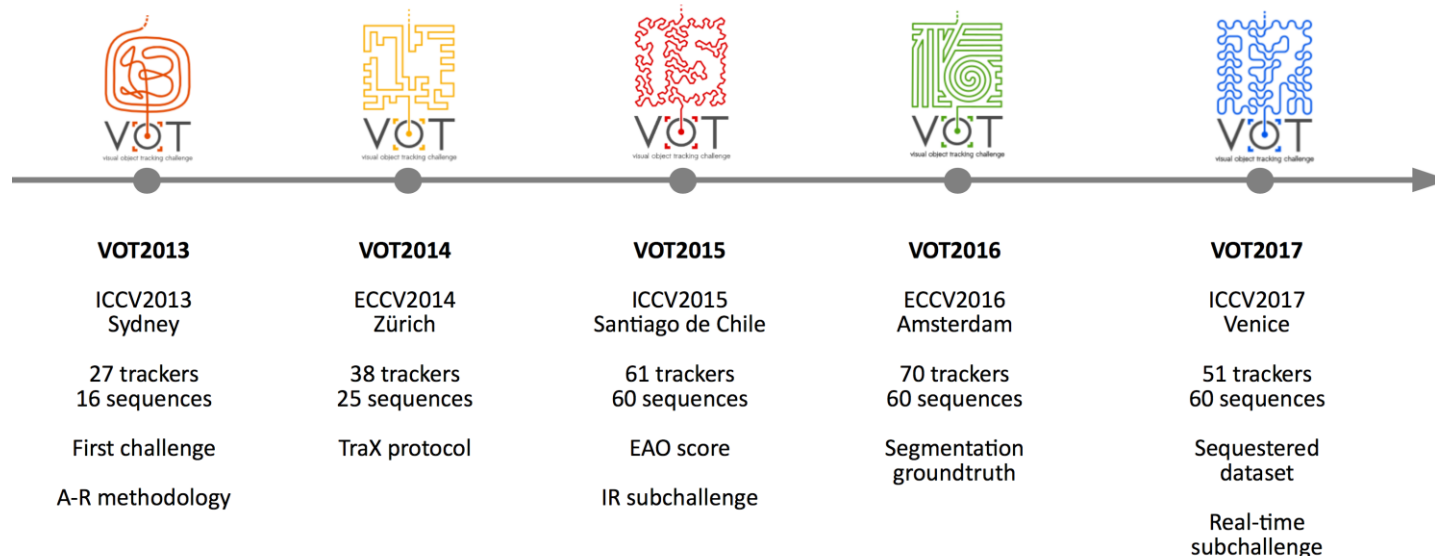 VOT
visual object tracking challenge
VOT
visual object tracking challenge
VOT
visual object tracking challenge
VOT
visual object tracking challenge
VOT
visual object tracking challenge
VOT2013
ICCV2013
Sydney
27 trackers
16 sequences
First challenge
A-R methodology
VOT2014
ECCV2014
Zürich
38 trackers
25 sequences
TraX protocol
VOT2015
ICCV2015
Santiago de Chile
61 trackers
60 sequences
EAO score
IR subchallenge
VOT2016
ECCV2016
Amsterdam
70 trackers
60 sequences
Segmentation
groundtruth
VOT2017
ICCV2017
Venice
51 trackers
60 sequences
Sequestered
dataset
Real-time
subchallenge